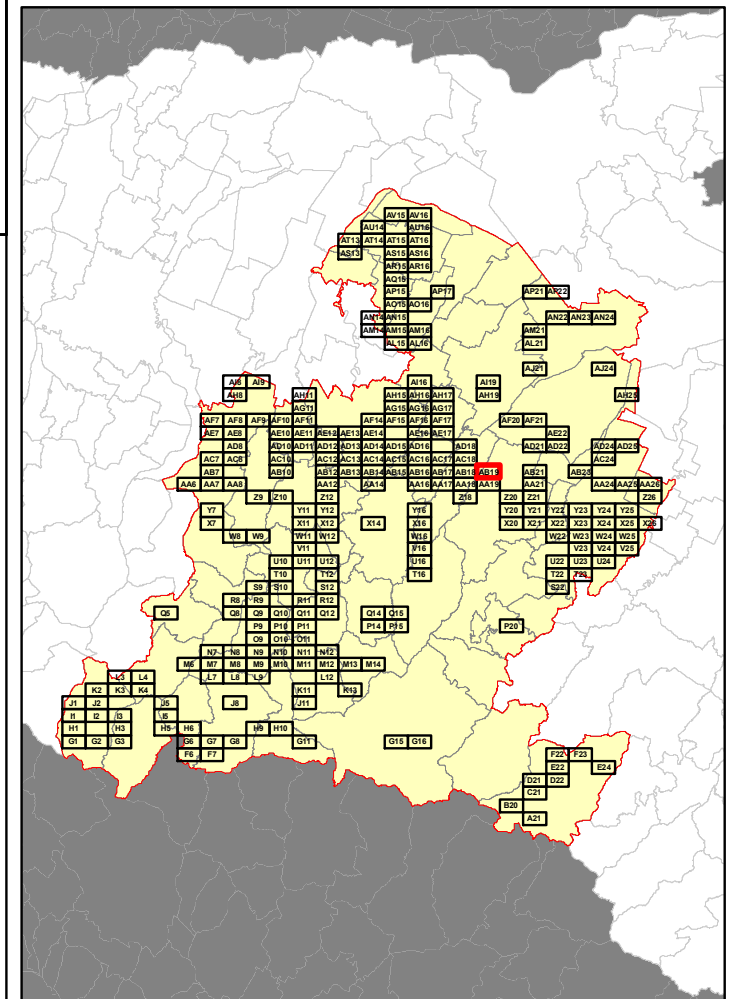 AV15 AV16
AU14 AU16
AT13 AT14 AT15 AT16
AS13 AS15 AS16
AR15 AR16
AQ15
AP15 AP17 AP21 AP22
AO15 AO16
AN14 AN15 AN22 AN23 AN24
AM14 AM15 AM16 AM21
AL15 AL16 AL21
AJ21 AJ24
AI8 AI9 AI16 AI19
AH8 AH11 AH15 AH16 AH17 AH19 AH25
AG11 AG15 AG16 AG17
AF7 AF8 AF9 AF10 AF11 AF14 AF15 AF16 AF17 AF20 AF21
AE7 AE8 AE10 AE11 AE12 AE13 AE14 AE16 AE17 AE22
AD8 AD10 AD11 AD12 AD13 AD14 AD15 AD16 AD18 AD21 AD22 AD24 AD25
AC7 AC8 AC10 AC12 AC13 AC14 AC15 AC16 AC17 AC18 AC24
AB7 AB10 AB12 AB13 AB14 AB15 AB16 AB17 AB18 AB19 AB21 AB23
AA6 AA7 AA8 AA12 AA14 AA16 AA17 AA18 AA19 AA21 AA24 AA25 AA26
Z9 Z10 Z12 Z18 Z20 Z21 Z26
Y7 Y11 Y12 Y16 Y20 Y21 Y22 Y23 Y24 Y25
X7 X11 X12 X14 X16 X20 X21 X22 X23 X24 X25 X26
W8 W9 W11 W12 W16 W22 W23 W24 W25
V11 V16 V23 V24 V25
U10 U11 U12 U16 U22 U23 U24
T10 T12 T16 T22 T23
S9 S10 S12 S22
R8 R9 R11 R12
Q5 Q8 Q9 Q10 Q11 Q12 Q14 Q15
P9 P10 P11 P14 P15 P20
O9 O10 O11
N7 N8 N9 N10 N11 N12
M6 M7 M8 M9 M10 M11 M12 M13 M14
L3 L4 L7 L8 L9 L12
K2 K3 K4 K11 K13
J1 J2 J5 J8 J11
I1 I2 I3 I5
H1 H3 H5 H6 H9 H10
G1 G2 G3 G6 G7 G8 G11 G15 G16
F6 F7 F22 F23
E22 E24
D21 D22
C21
B20
A21